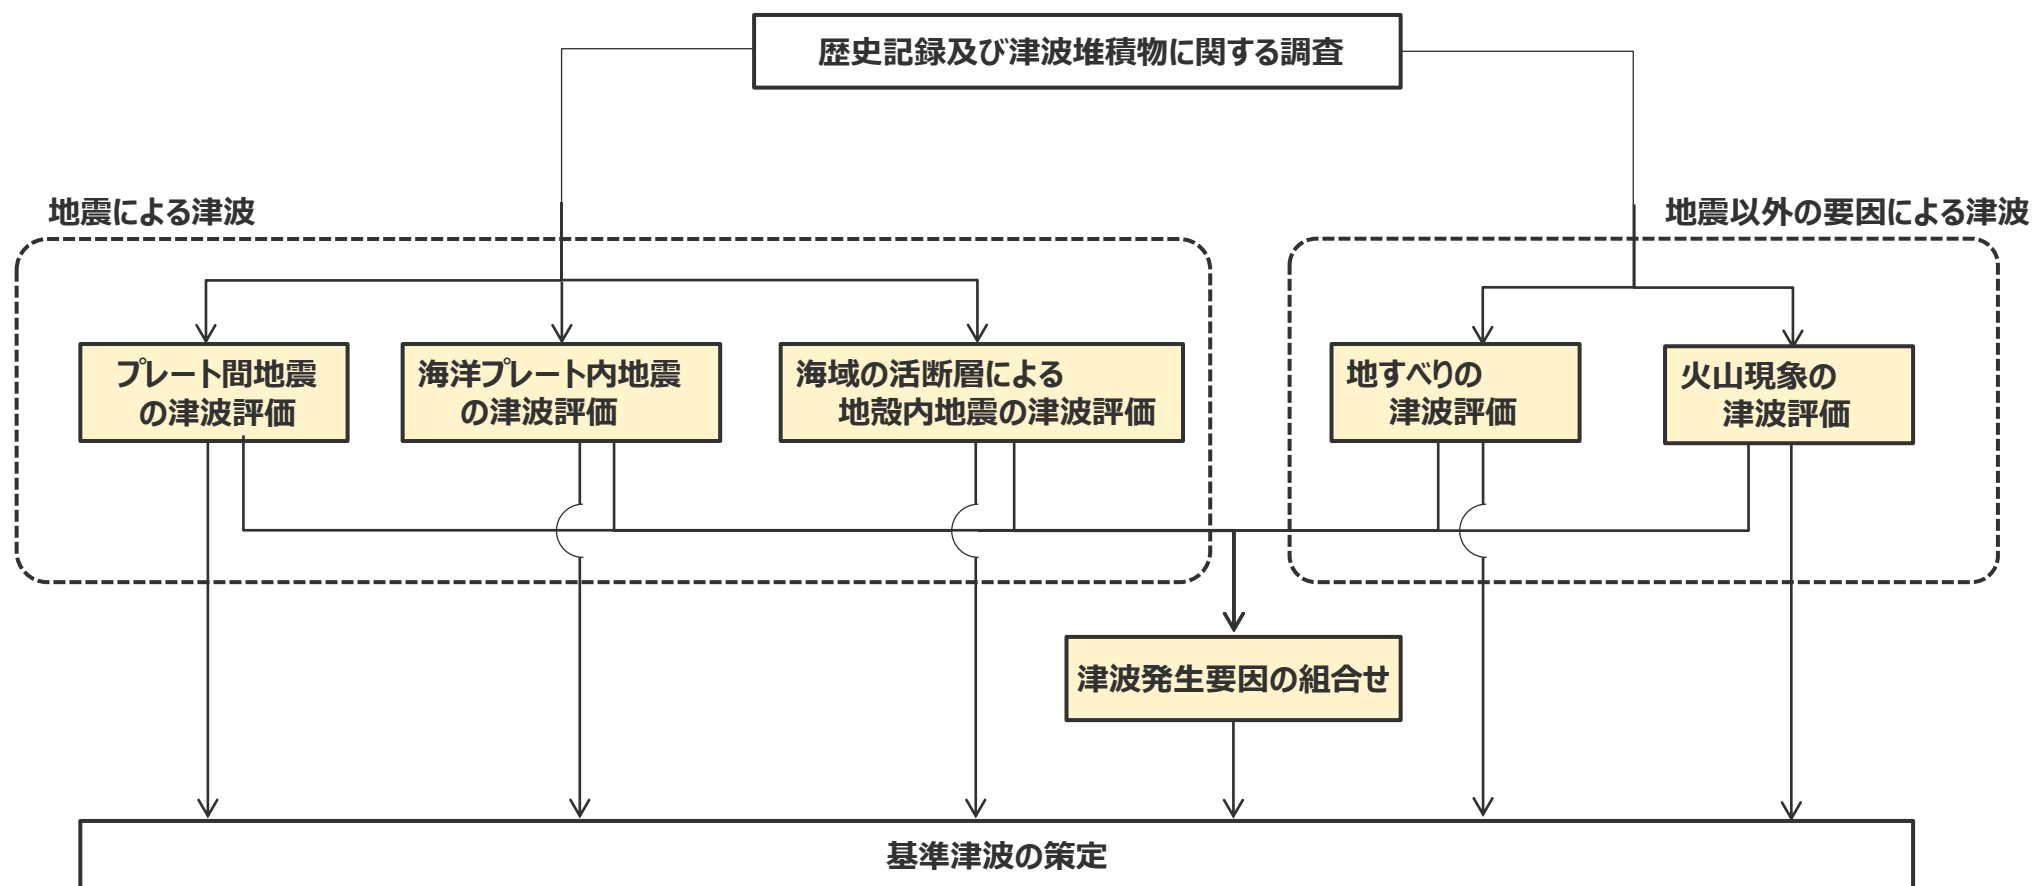 歴史記録及び津波堆積物に関する調査
地震による津波
地震以外の要因による津波
プレート間地震
の津波評価
海洋プレート内地震
の津波評価
海域の活断層による
地殻内地震の津波評価
地すべりの
津波評価
火山現象の
津波評価
津波発生要因の組合せ
基準津波の策定